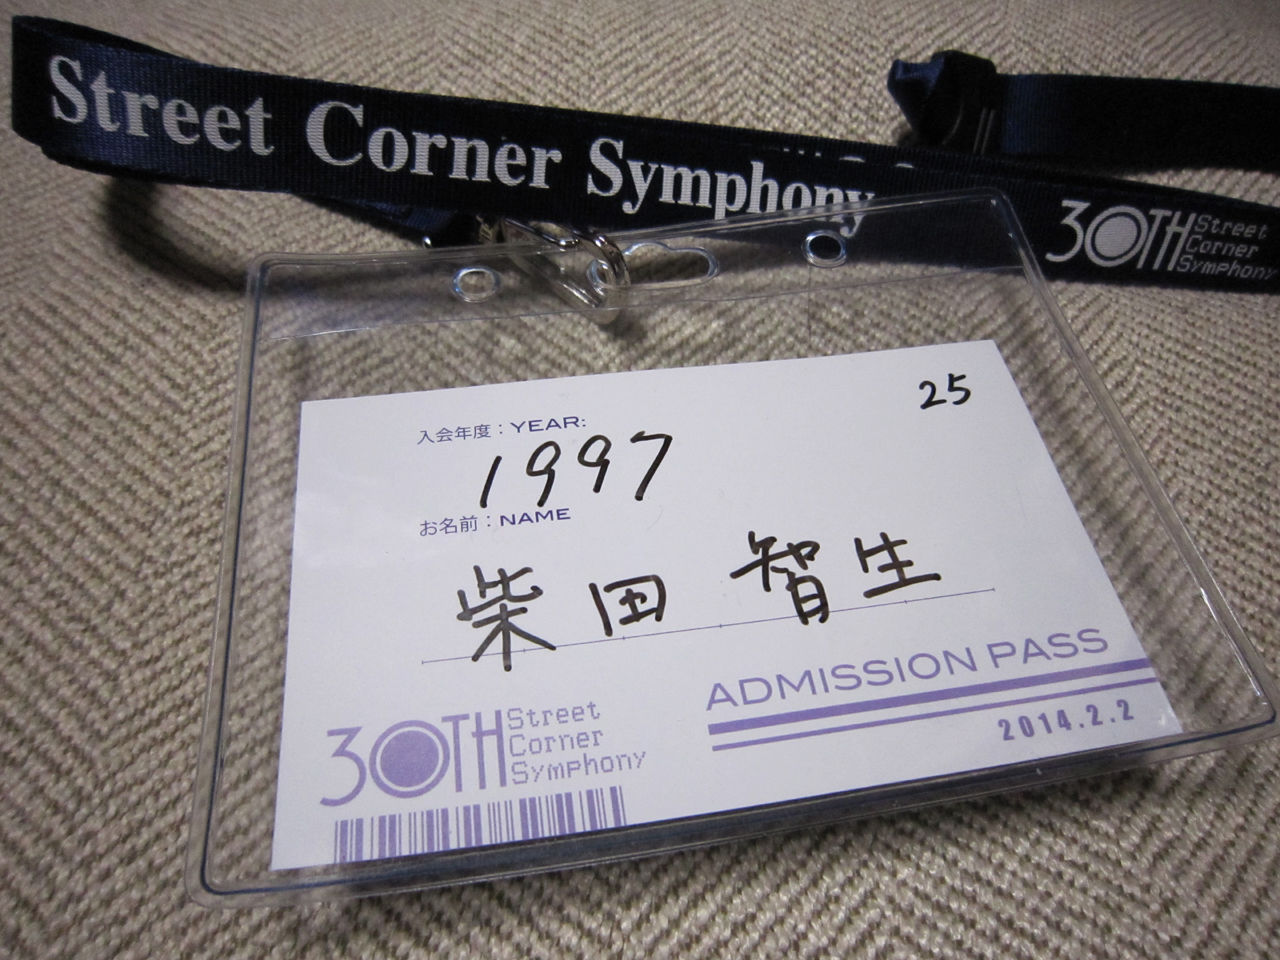 Street Corner Symphony
30TH Street
Corner
Symphony
25
入会年度：YEAR:
1997
お名前：NAME
柴田 智生
ADMISSION PASS
2014.2.2
30TH Street
Corner
Symphony